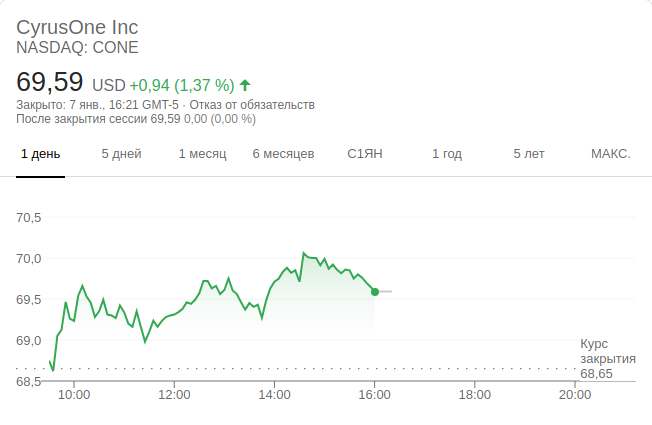 CyrusOne Inc
NASDAQ: CONE
69,59 USD +0,94 (1,37 %)
Закрыто: 7 янв., 16:21 GMT-5 · Отказ от обязательств
После закрытия сессии 69,59 0,00 (0,00 %)
1 день 5 дней 1 месяц 6 месяцев С1ЯН 1 год 5 лет МАКС.
70,5
70,0
69,5
69,0
68,5
Курс
закрытия
68,65
10:00 12:00 14:00 16:00 18:00 20:00